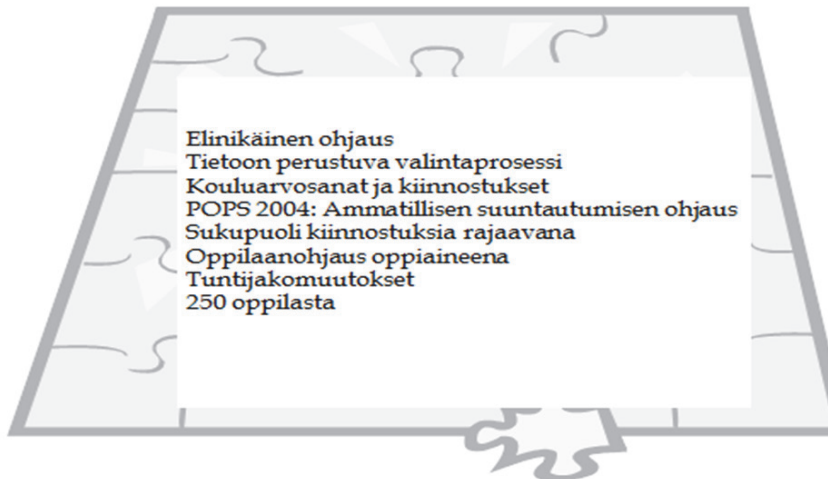 Elinikäinen ohjaus
Tietoon perustuva valintaprosessi
Kouluarvosanat ja kiinnostukset
POPS 2004: Ammatillisen suuntautumisen ohjaus
Sukupuoli kiinnostuksia rajaavana
Oppilaanohjaus oppiaineena
Tuntijakomuutokset
250 oppilasta